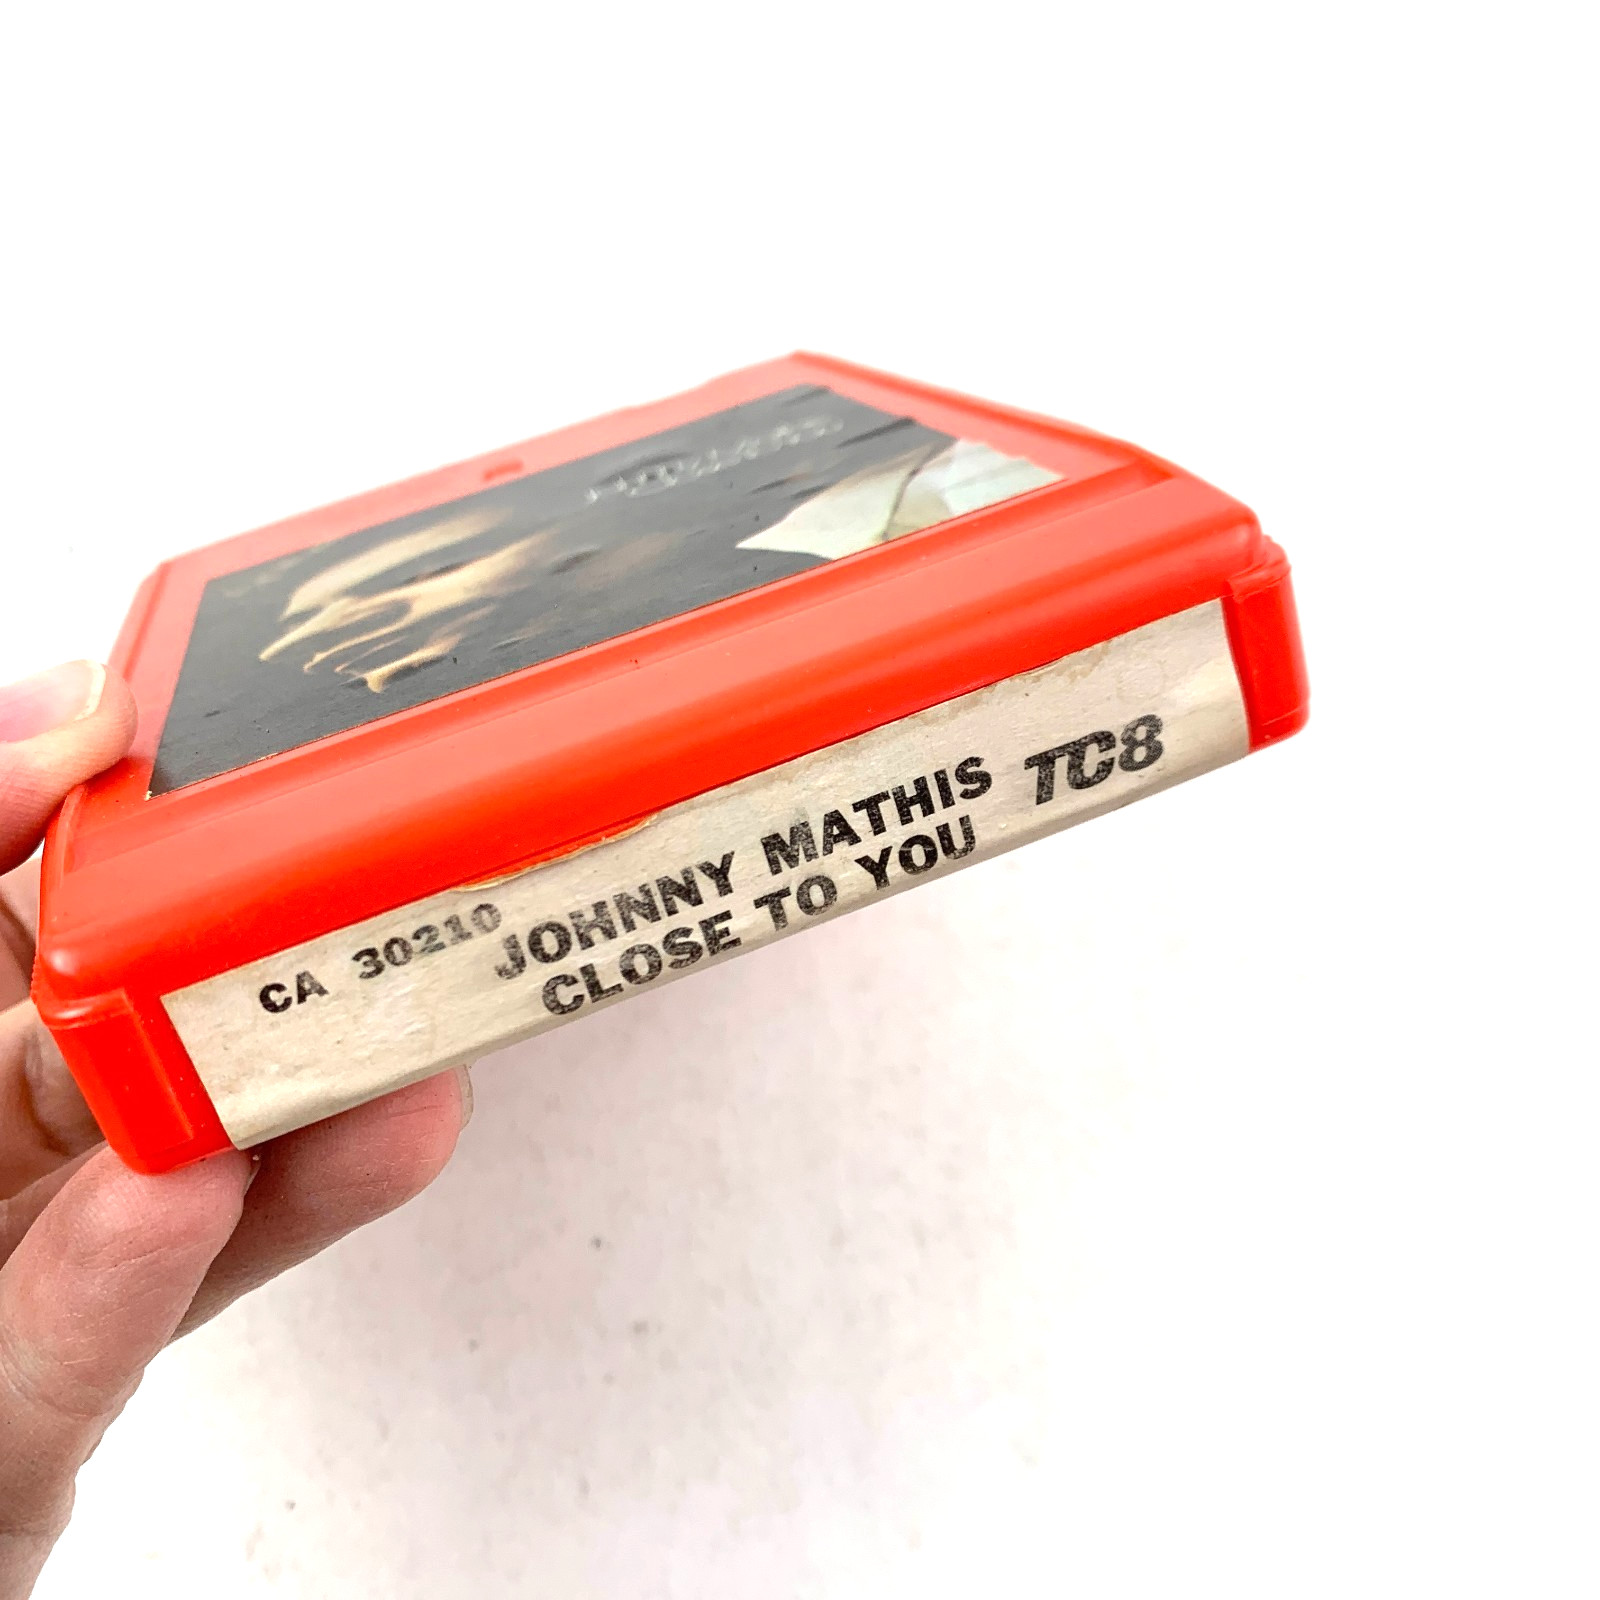 CA 30210
JOHNNY MATHIS TC8
CLOSE TO YOU